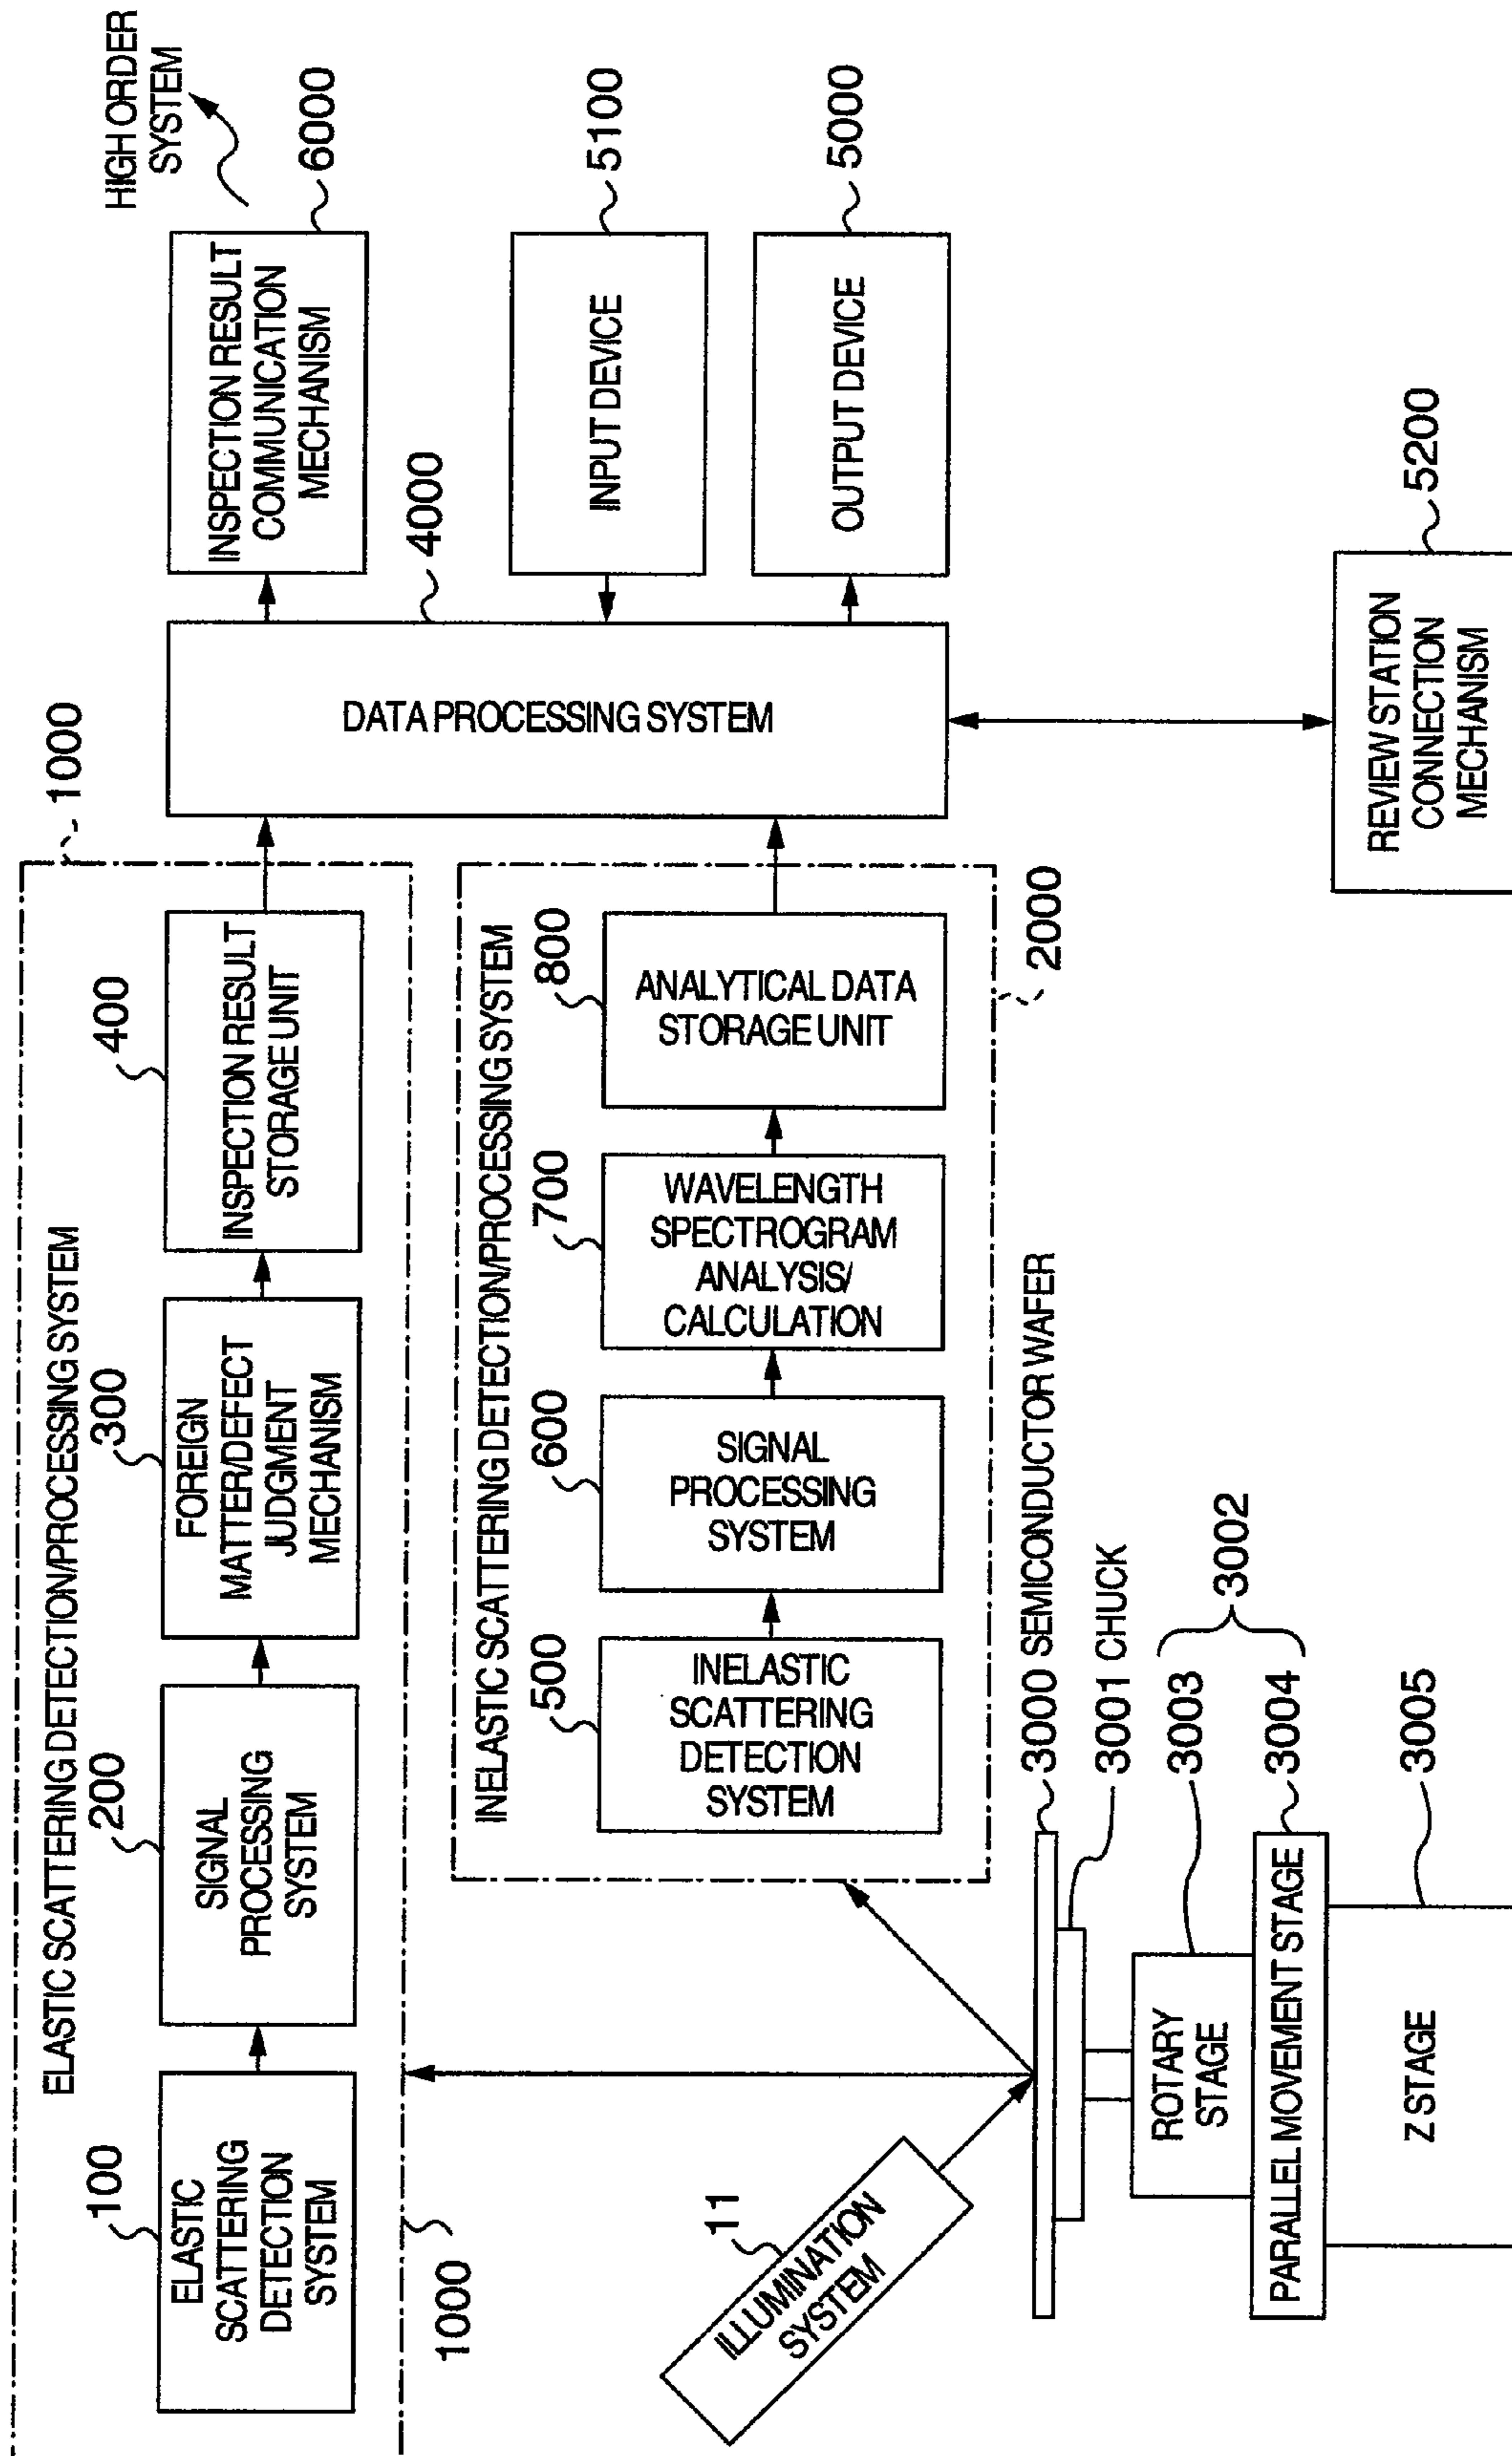 HIGH ORDER
SYSTEM
ELASTIC SCATTERING DETECTION/PROCESSING SYSTEM
1000
100
ELASTIC
SCATTERING
DETECTION
SYSTEM
200
SIGNAL
PROCESSING
SYSTEM
300
FOREIGN
MATTER/DEFECT
JUDGMENT
MECHANISM
400
INSPECTION RESULT
STORAGE UNIT
1000
4000
DATA PROCESSING SYSTEM
6000
INSPECTION RESULT
COMMUNICATION
MECHANISM
5100
INPUT DEVICE
5000
OUTPUT DEVICE
INELASTIC SCATTERING DETECTION/PROCESSING SYSTEM
500
INELASTIC
SCATTERING
DETECTION
SYSTEM
600
SIGNAL
PROCESSING
SYSTEM
700
WAVELENGTH
SPECTROGRAM
ANALYSIS/
CALCULATION
800
ANALYTICAL DATA
STORAGE UNIT
2000
11
ILLUMINATION
SYSTEM
3000 SEMICONDUCTOR WAFER
3001 CHUCK
3003
3002
ROTARY
STAGE
3004
PARALLEL MOVEMENT STAGE
3005
Z STAGE
5200
REVIEW STATION
CONNECTION
MECHANISM